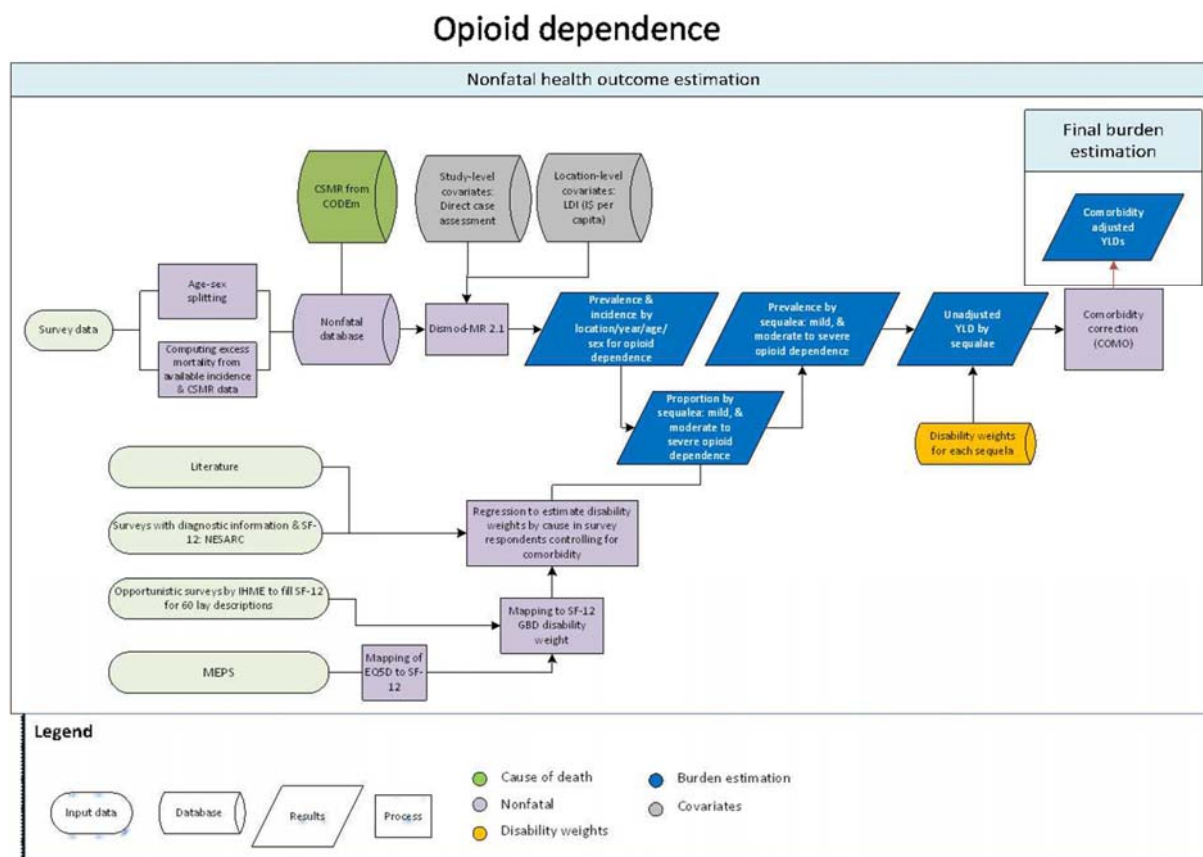 Opioid dependence
Nonfatal health outcome estimation
Final burden
estimation
CSMR from
CODEm
Study-level
covariates:
Direct case
assessment
Location-level
covariates:
LDI (I$ per
capita)
Comorbidity
adjusted
YLDs
Age-sex
splitting
Survey data
Computing excess
mortality from
available incidence
& CSMR data
Nonfatal
database
Dismod-MR 2.1
Prevalence &
incidence by
location/year/age/
sex for opioid
dependence
Prevalence by
sequalea: mild, &
moderate to severe
opioid dependence
Unadjusted
YLD by
sequalae
Comorbidity
correction
(COMO)
Proportion by
sequalea: mild, &
moderate to
severe opioid
dependence
Disability weights
for each sequela
Literature
Surveys with diagnostic information & SF-
12: NESARC
Regression to estimate disability
weights by cause in survey
respondents controlling for
comorbidity
Opportunistic surveys by IHME to fill SF-12
for 60 lay descriptions
Mapping to SF-12
GBD disability
weight
MEPS
Mapping of
EQ5D to SF-
12
Legend
Input data
Database
Results
Process
Cause of death
Nonfatal
Disability weights
Burden estimation
Covariates